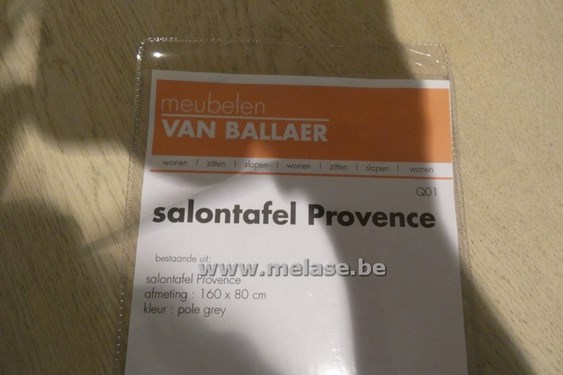 meubelen
VAN BALLAER
wonen | zitten | slapen | wonen | zitten | slapen | wonen
Q01
salontafel Provence
bestaande uit:
www.melase.be
salontafel Provence
afmeting : 160 x 80 cm
kleur : pole grey